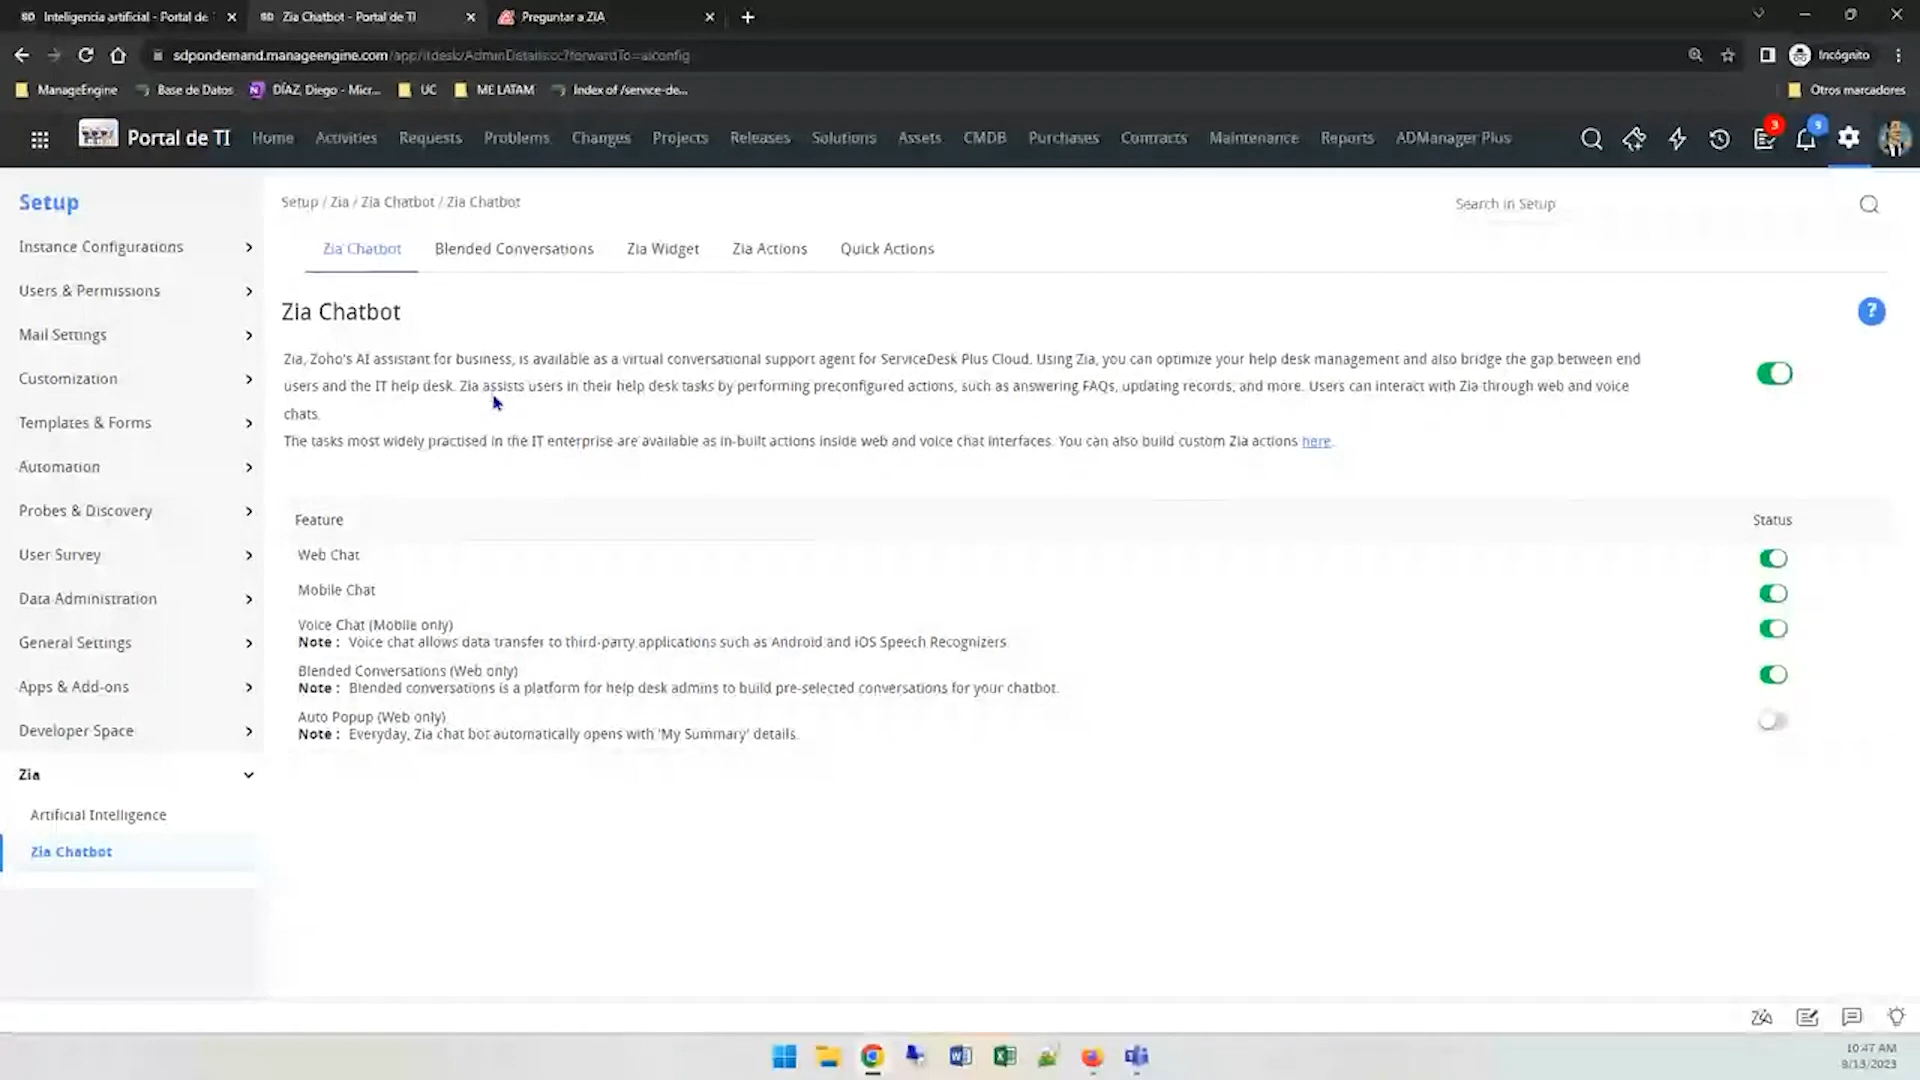 Inteligencia artificial - Portal de
Zia Chatbot - Portal de TI
Preguntar a ZIA
sdpondemand.manageengine.com/app/itdesk/AdminDetails.cc?forwardTo=aiconfig
Incógnito
ManageEngine
Base de Datos
DÍAZ, Diego - Micr...
UC
ME LATAM
Index of /service-de...
Otros marcadores
Portal de TI
Home
Activities
Requests
Problems
Changes
Projects
Releases
Solutions
Assets
CMDB
Purchases
Contracts
Maintenance
Reports
ADManager Plus
3
9
Setup
Instance Configurations
Users & Permissions
Mail Settings
Customization
Templates & Forms
Automation
Probes & Discovery
User Survey
Data Administration
General Settings
Apps & Add-ons
Developer Space
Zia
Artificial Intelligence
Zia Chatbot
Setup / Zia / Zia Chatbot / Zia Chatbot
Search in Setup
Zia Chatbot
Blended Conversations
Zia Widget
Zia Actions
Quick Actions
Zia Chatbot
?
Zia, Zoho's AI assistant for business, is available as a virtual conversational support agent for ServiceDesk Plus Cloud. Using Zia, you can optimize your help desk management and also bridge the gap between end
users and the IT help desk. Zia assists users in their help desk tasks by performing preconfigured actions, such as answering FAQs, updating records, and more. Users can interact with Zia through web and voice
chats.
The tasks most widely practised in the IT enterprise are available as in-built actions inside web and voice chat interfaces. You can also build custom Zia actions here.
Feature
Status
Web Chat
Mobile Chat
Voice Chat (Mobile only)
Note : Voice chat allows data transfer to third-party applications such as Android and iOS Speech Recognizers.
Blended Conversations (Web only)
Note : Blended conversations is a platform for help desk admins to build pre-selected conversations for your chatbot.
Auto Popup (Web only)
Note : Everyday, Zia chat bot automatically opens with 'My Summary' details.
10:47 AM
9/13/2023